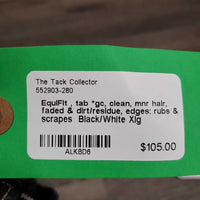 The Tack Collector
552903-280
EquiFit , tab *gc, clean, mnr hair,
faded & dirt/residue, edges: rubs &
scrapes Black/White Xlg
ALKBD6
$105.00